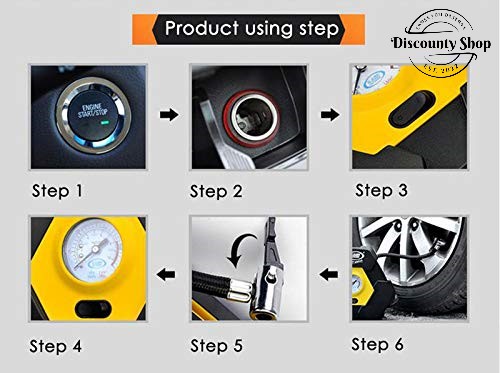 Product using step
Discounty Shop
EST. 2022
ENGINE
START/STOP
Step 1
Step 2
Step 3
Step 4
Step 5
Step 6